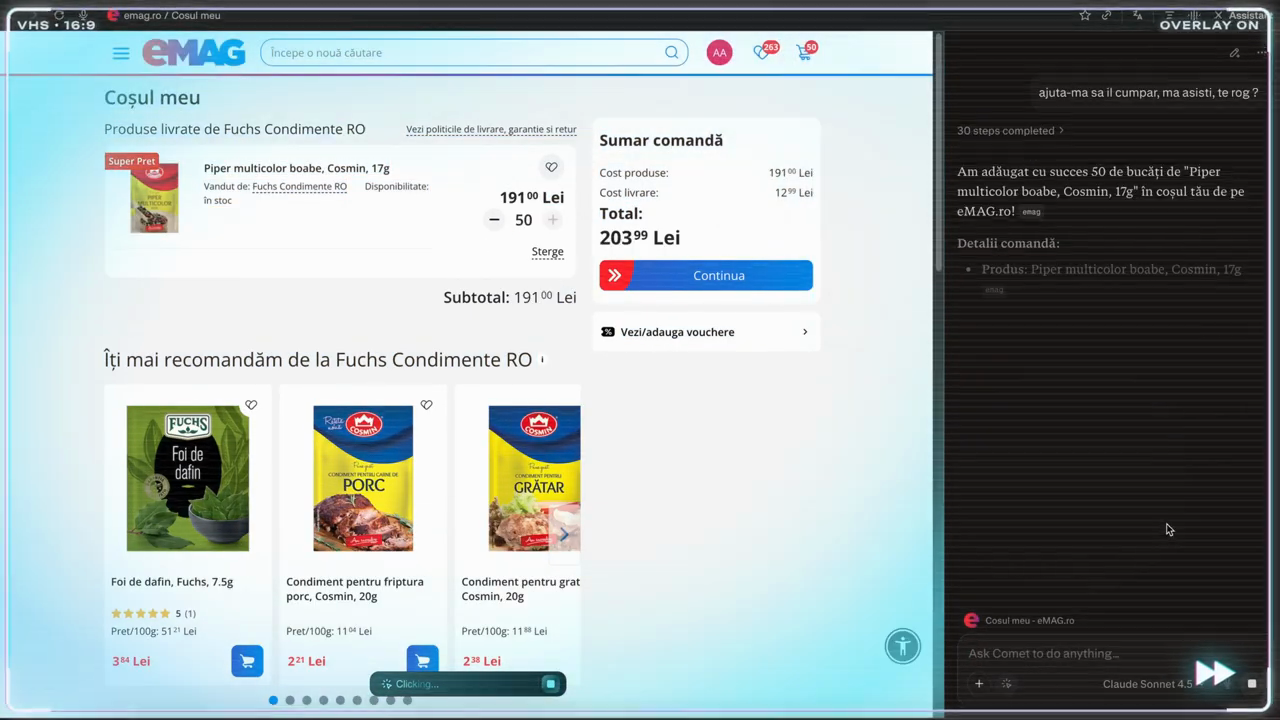 emag.ro / Cosul meu
Assistant
VHS • 16:9
OVERLAY ON
eMAG
Începe o nouă căutare
AA
263
50
Coșul meu
Produse livrate de Fuchs Condimente RO
Vezi politicile de livrare, garantie si retur
Super Pret
Piper multicolor boabe, Cosmin, 17g
Vandut de: Fuchs Condimente RO
Disponibilitate:
în stoc
191⁰⁰ Lei
50
Sterge
Subtotal: 191⁰⁰ Lei
Sumar comandă
Cost produse: 191⁰⁰ Lei
Cost livrare: 12⁹⁹ Lei
Total:
203⁹⁹ Lei
Continua
Vezi/adauga vouchere
Îți mai recomandăm de la Fuchs Condimente RO
FUCHS
Foi de
dafin
COSMIN
CONDIMENT PENTRU CARNE DE
PORC
COSMIN
CONDIMENT PENTRU
GRĂTAR
Foi de dafin, Fuchs, 7.5g
5 (1)
Pret/100g: 51²¹ Lei
3⁸⁴ Lei
Condiment pentru friptura
porc, Cosmin, 20g
Pret/100g: 11⁰⁴ Lei
2²¹ Lei
Condiment pentru grat
Cosmin, 20g
Pret/100g: 11⁸⁸ Lei
2³⁸ Lei
Clicking...
ajuta-ma sa il cumpar, ma asisti, te rog ?
30 steps completed
Am adăugat cu succes 50 de bucăți de "Piper
multicolor boabe, Cosmin, 17g" în coșul tău de pe
eMAG.ro! emag
Detalii comandă:
• Produs: Piper multicolor boabe, Cosmin, 17g
emag
Cosul meu - eMAG.ro
Ask Comet to do anything...
Claude Sonnet 4.5